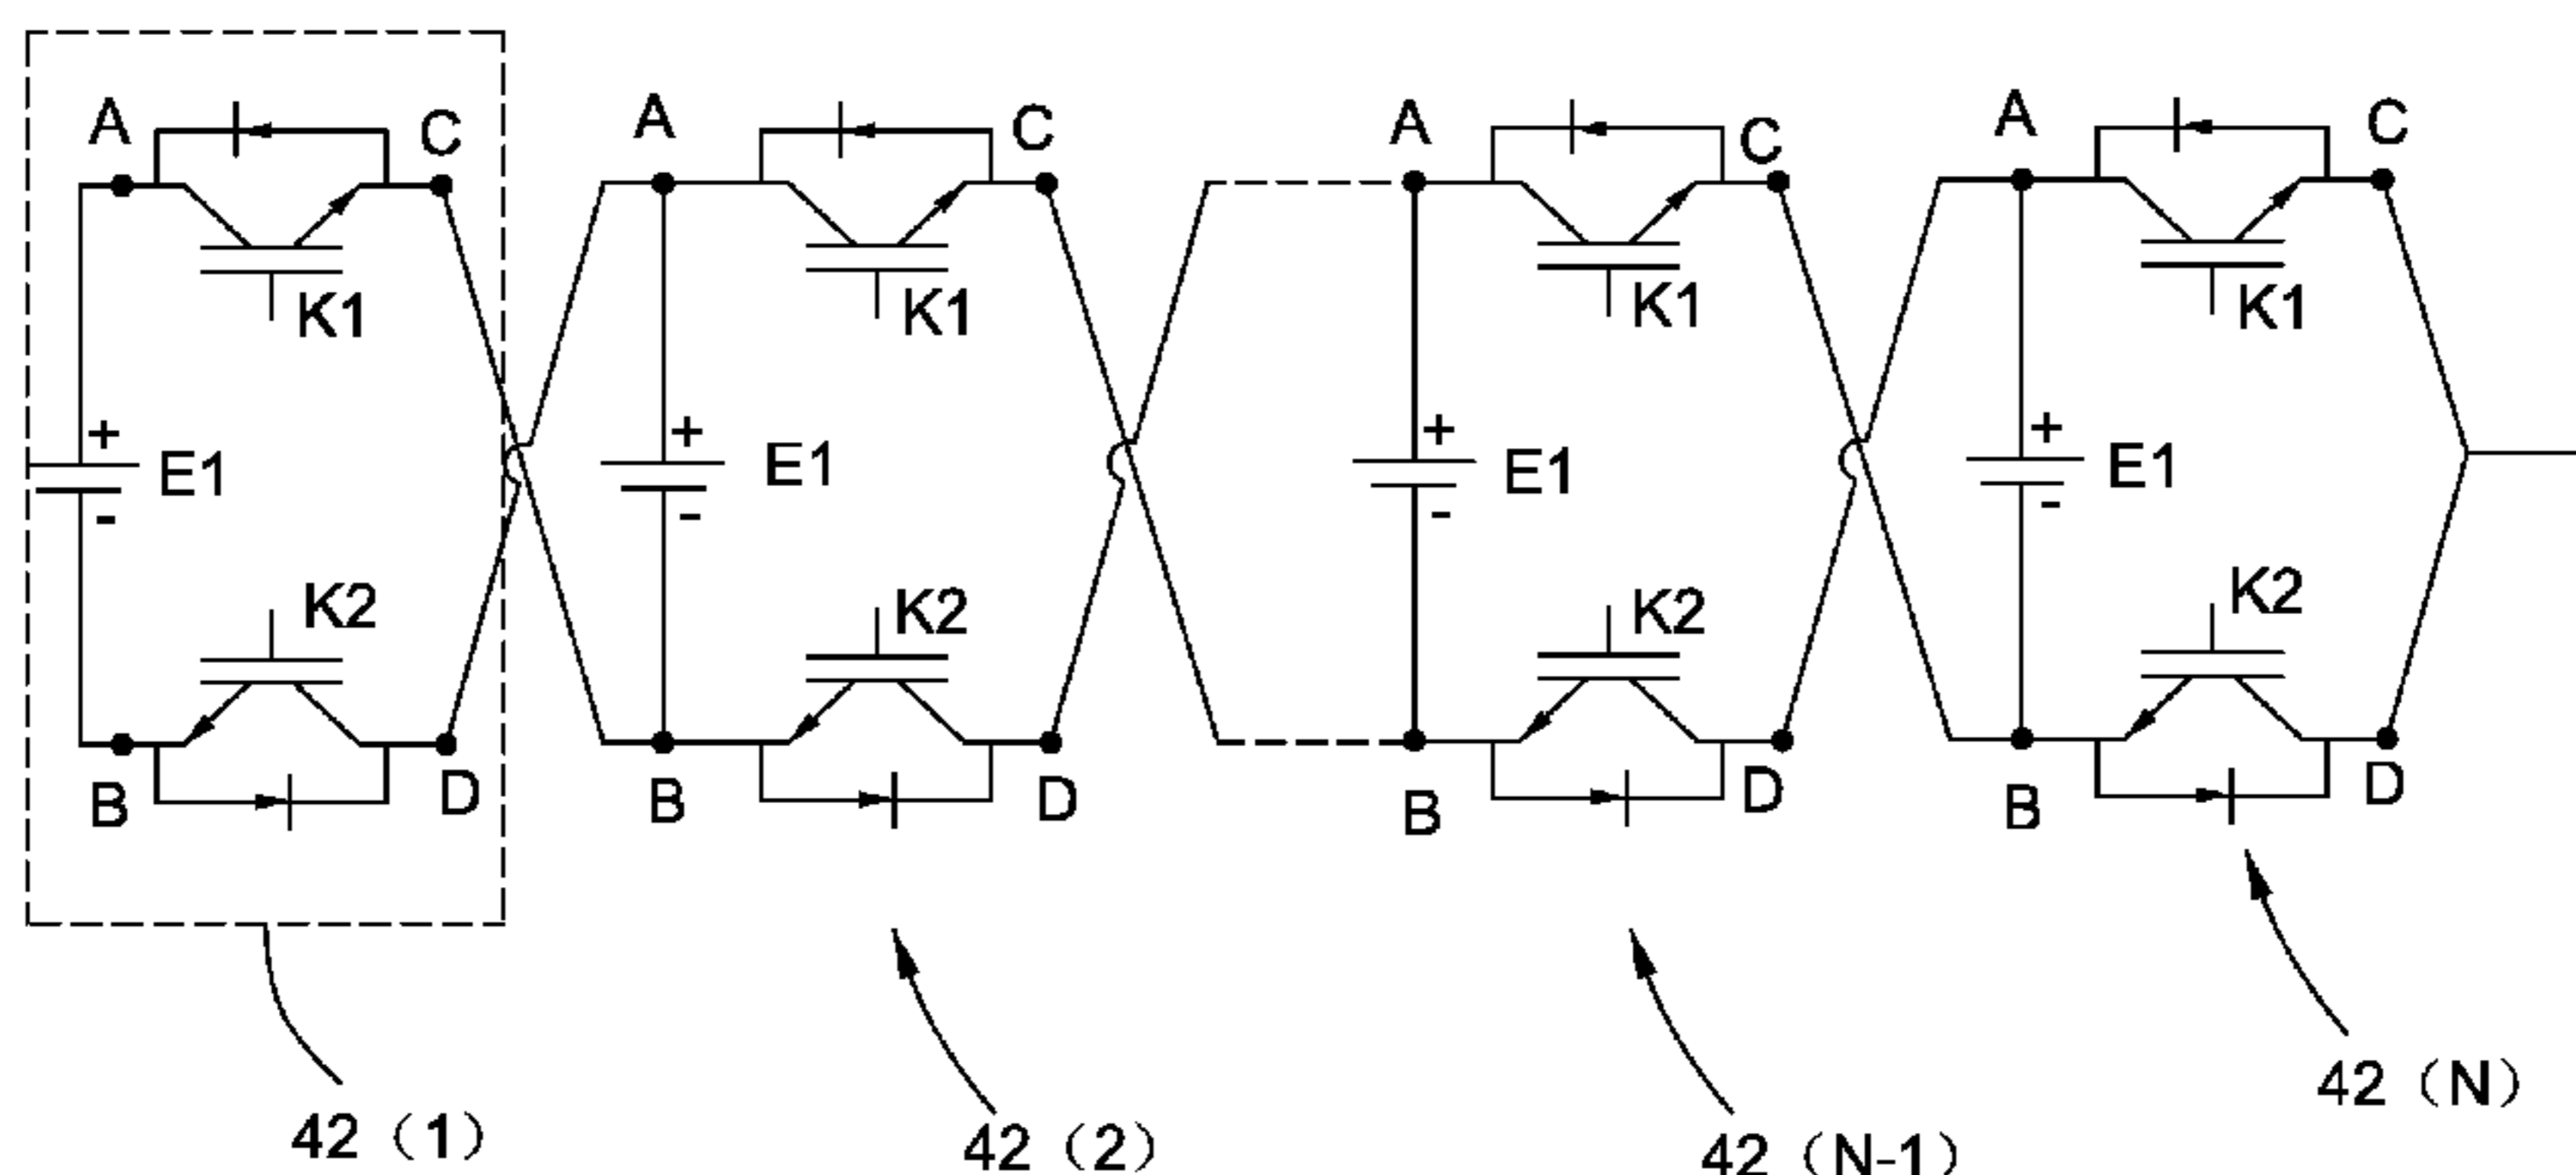 A C A C A C A C
K1 K1 K1 K1
+ + + +
E1 E1 E1 E1
- - - -
K2 K2 K2 K2
B D B D B D B D
42（1） 42（2） 42（N-1） 42（N）